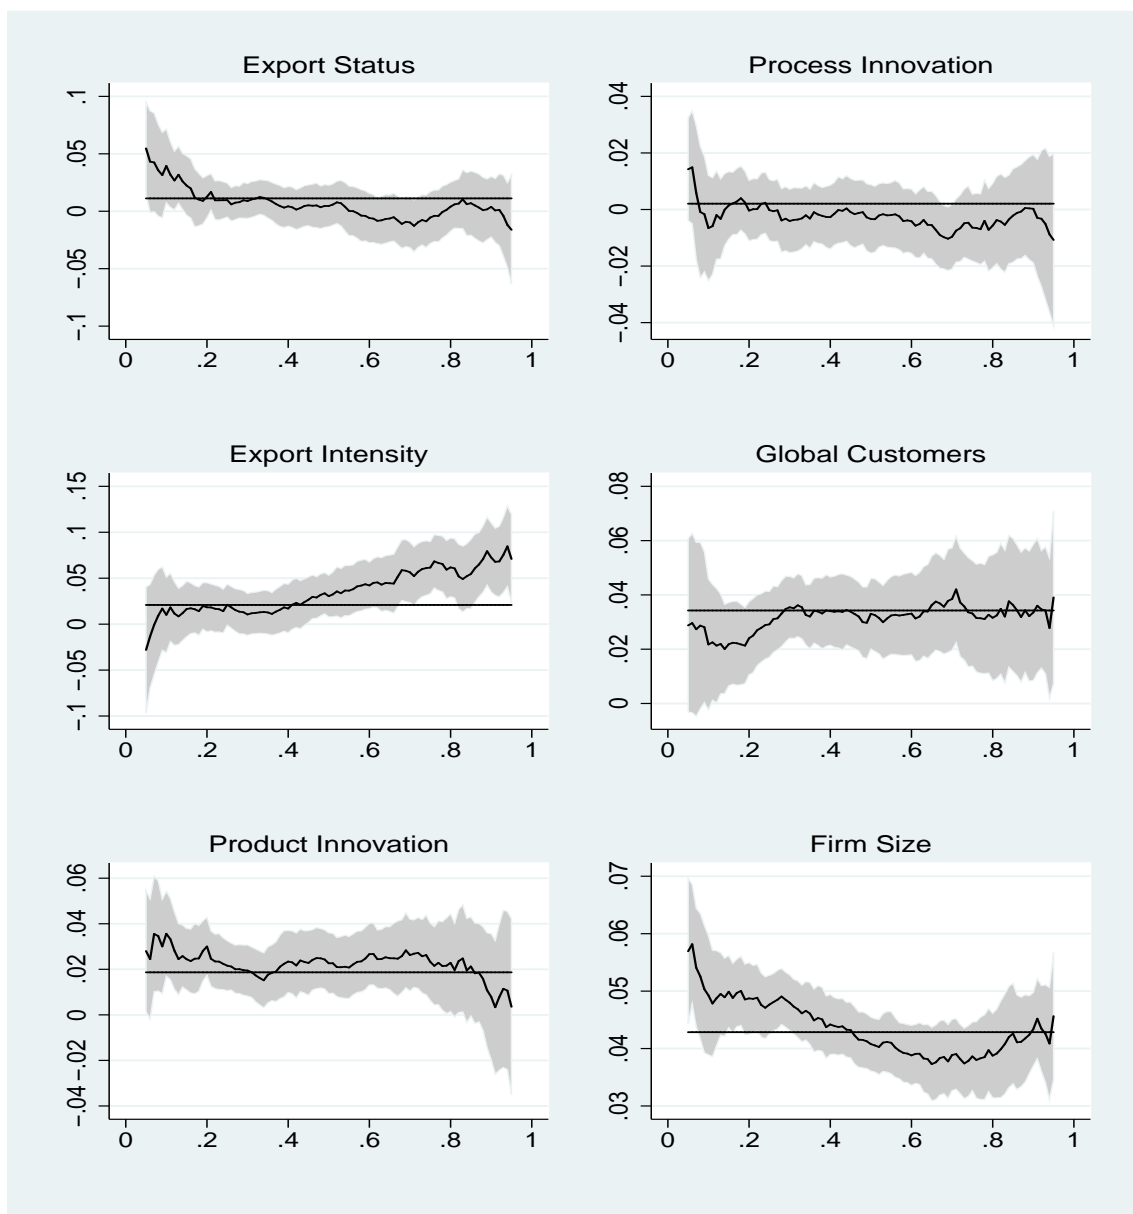 Export Status
.1
.05
0
−.05
−.1
0 .2 .4 .6 .8 1
Process Innovation
.04
.02
0
−.02
−.04
0 .2 .4 .6 .8 1
Export Intensity
.15
.1
.05
0
−.05
−.1
0 .2 .4 .6 .8 1
Global Customers
.08
.06
.04
.02
0
0 .2 .4 .6 .8 1
Product Innovation
.06
.04
.02
0
−.02
−.04
0 .2 .4 .6 .8 1
Firm Size
.07
.06
.05
.04
.03
0 .2 .4 .6 .8 1